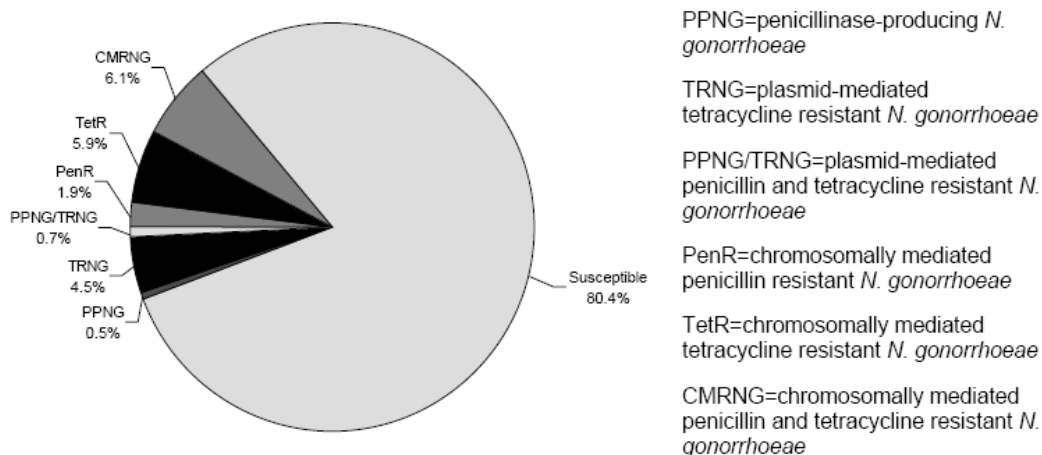 CMRNG
6.1%
TetR
5.9%
PenR
1.9%
PPNG/TRNG
0.7%
TRNG
4.5%
PPNG
0.5%
Susceptible
80.4%
PPNG=penicillinase-producing N.
gonorrhoeae
TRNG=plasmid-mediated
tetracycline resistant N. gonorrhoeae
PPNG/TRNG=plasmid-mediated
penicillin and tetracycline resistant N.
gonorrhoeae
PenR=chromosomally mediated
penicillin resistant N. gonorrhoeae
TetR=chromosomally mediated
tetracycline resistant N. gonorrhoeae
CMRNG=chromosomally mediated
penicillin and tetracycline resistant N.
gonorrhoeae